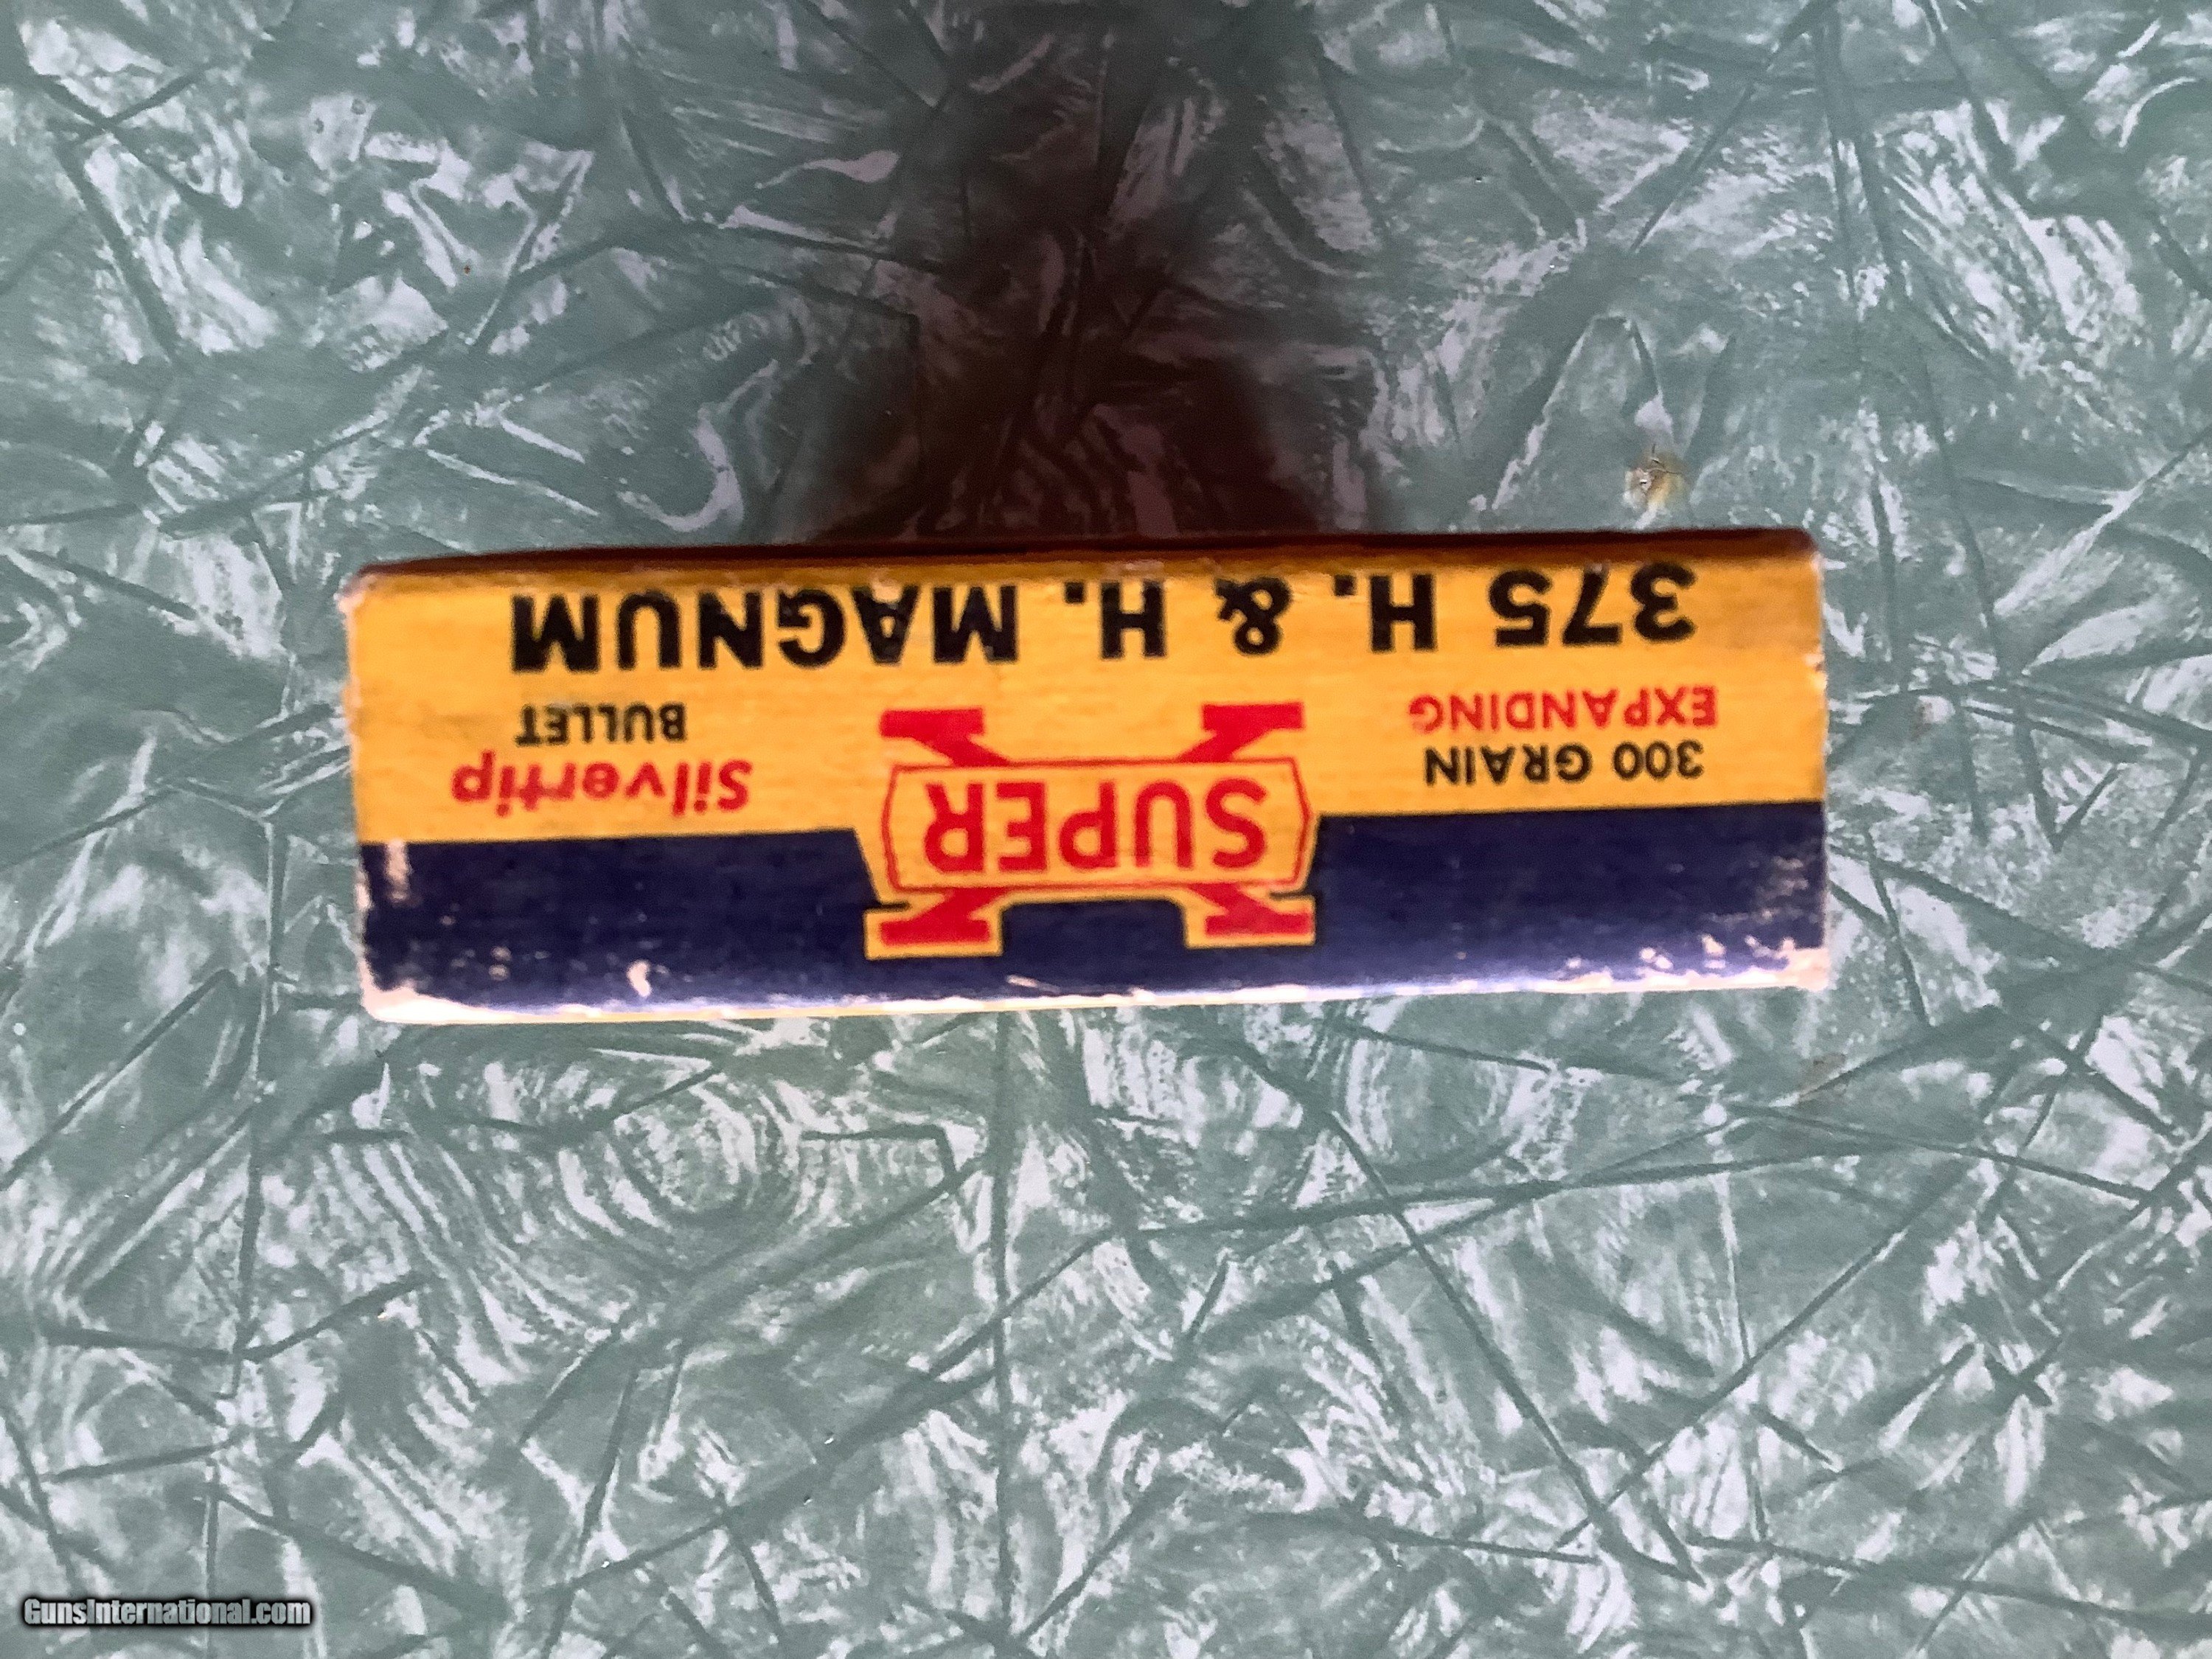 SUPER
X
300 GRAIN
EXPANDING
Silvertip
BULLET
375 H. & H. MAGNUM
GunsInternational.com